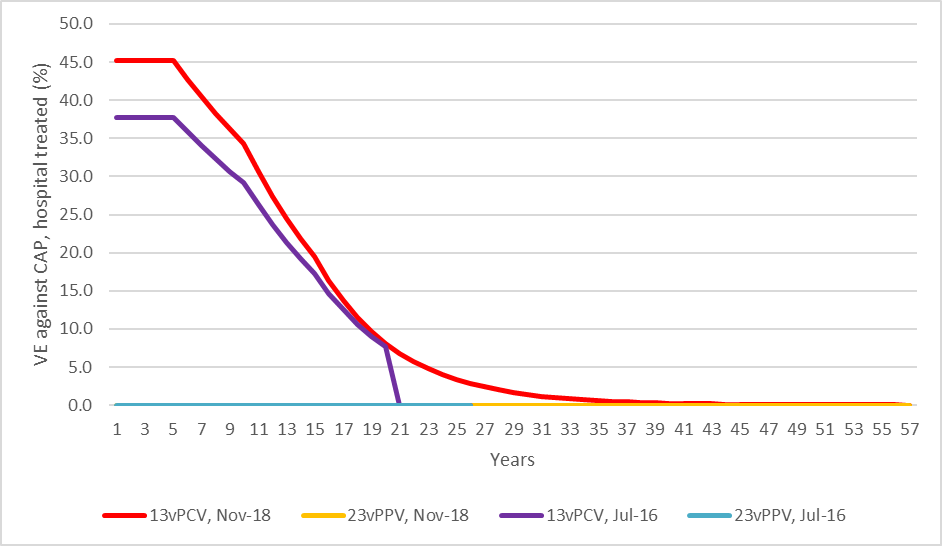 50.0
45.0
40.0
35.0
30.0
25.0
20.0
15.0
10.0
5.0
0.0
VE against CAP, hospital treated (%)
1 3 5 7 9 11 13 15 17 19 21 23 25 27 29 31 33 35 37 39 41 43 45 47 49 51 53 55 57
Years
13vPCV, Nov-18 23vPPV, Nov-18 13vPCV, Jul-16 23vPPV, Jul-16